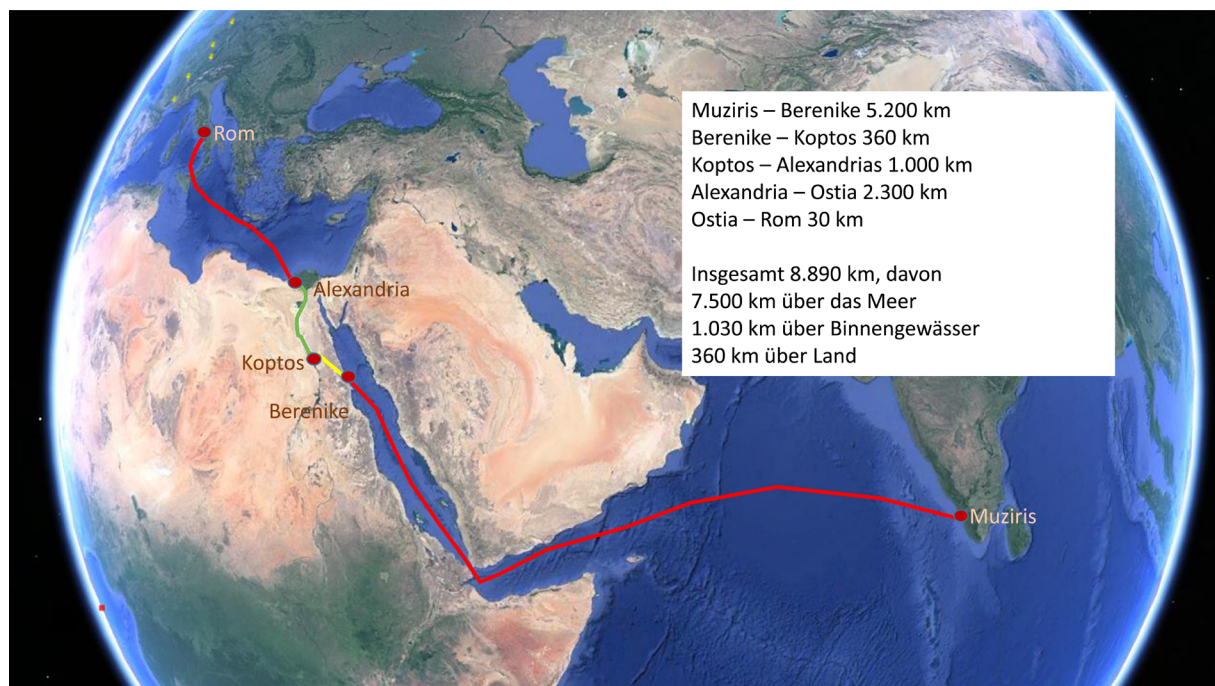 Rom
Alexandria
Koptos
Berenike
Muziris
Muziris – Berenike 5.200 km
Berenike – Koptos 360 km
Koptos – Alexandrias 1.000 km
Alexandria – Ostia 2.300 km
Ostia – Rom 30 km
Insgesamt 8.890 km, davon
7.500 km über das Meer
1.030 km über Binnengewässer
360 km über Land